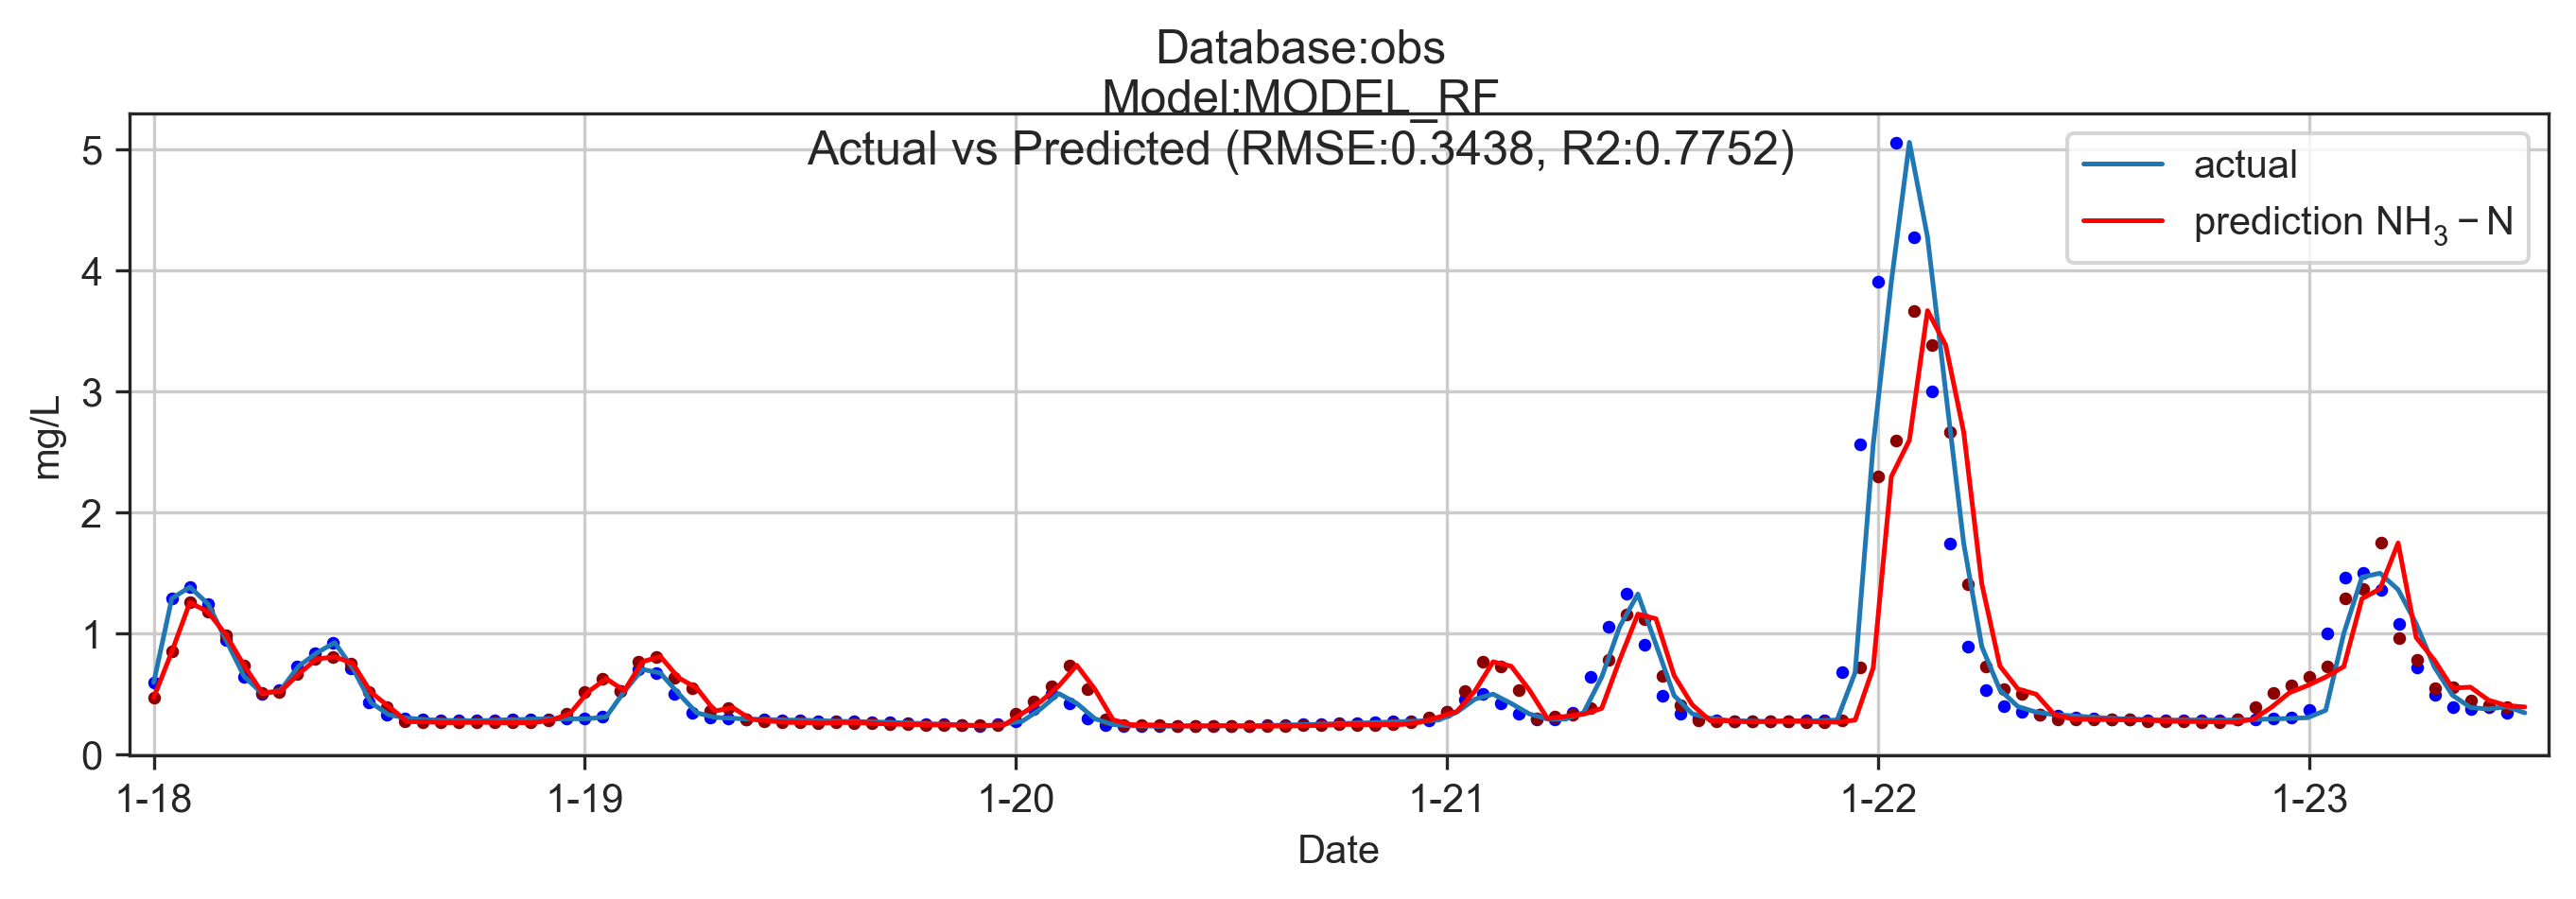 Database:obs
Model:MODEL_RF
Actual vs Predicted (RMSE:0.3438, R2:0.7752)
actual
prediction NH₃ – N
5
4
3
2
1
0
mg/L
1-18 1-19 1-20 1-21 1-22 1-23
Date